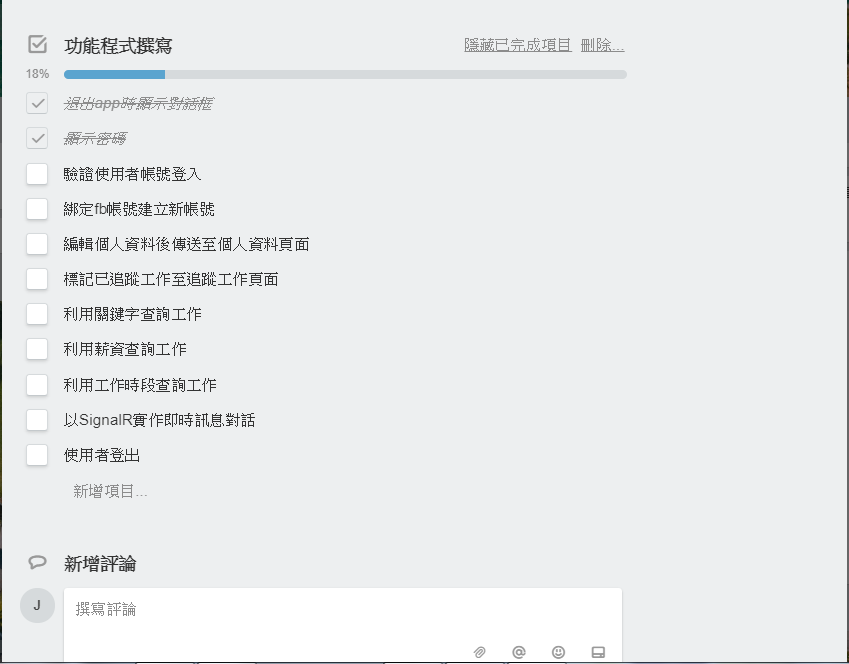 功能程式撰寫 隱藏已完成項目 刪除...
18%
退出app時顯示對話框
顯示密碼
驗證使用者帳號登入
綁定fb帳號建立新帳號
編輯個人資料後傳送至個人資料頁面
標記已追蹤工作至追蹤工作頁面
利用關鍵字查詢工作
利用薪資查詢工作
利用工作時段查詢工作
以SignalR實作即時訊息對話
使用者登出
新增項目...
新增評論
J
撰寫評論